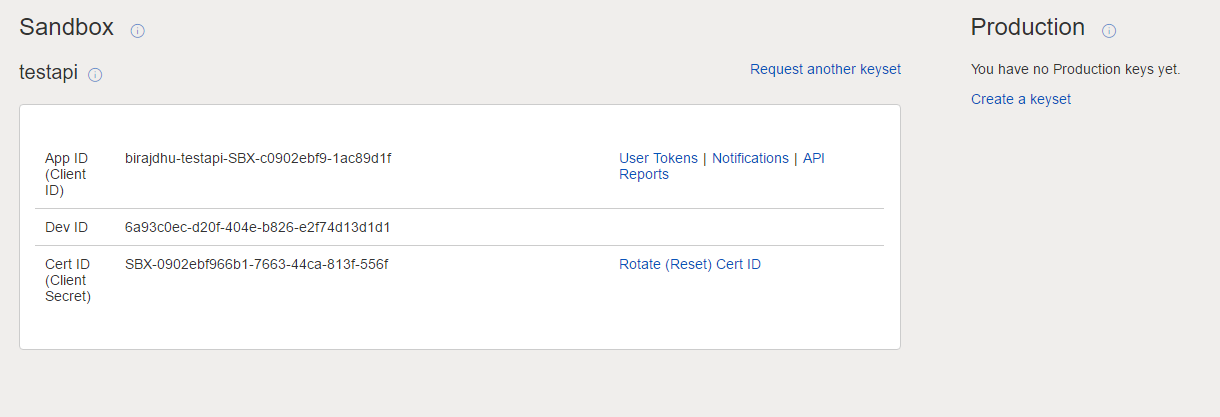 Sandbox
Production
testapi
Request another keyset
You have no Production keys yet.
Create a keyset
App ID
(Client
ID)
birajdhu-testapi-SBX-c0902ebf9-1ac89d1f
User Tokens | Notifications | API
Reports
Dev ID
6a93c0ec-d20f-404e-b826-e2f74d13d1d1
Cert ID
(Client
Secret)
SBX-0902ebf966b1-7663-44ca-813f-556f
Rotate (Reset) Cert ID